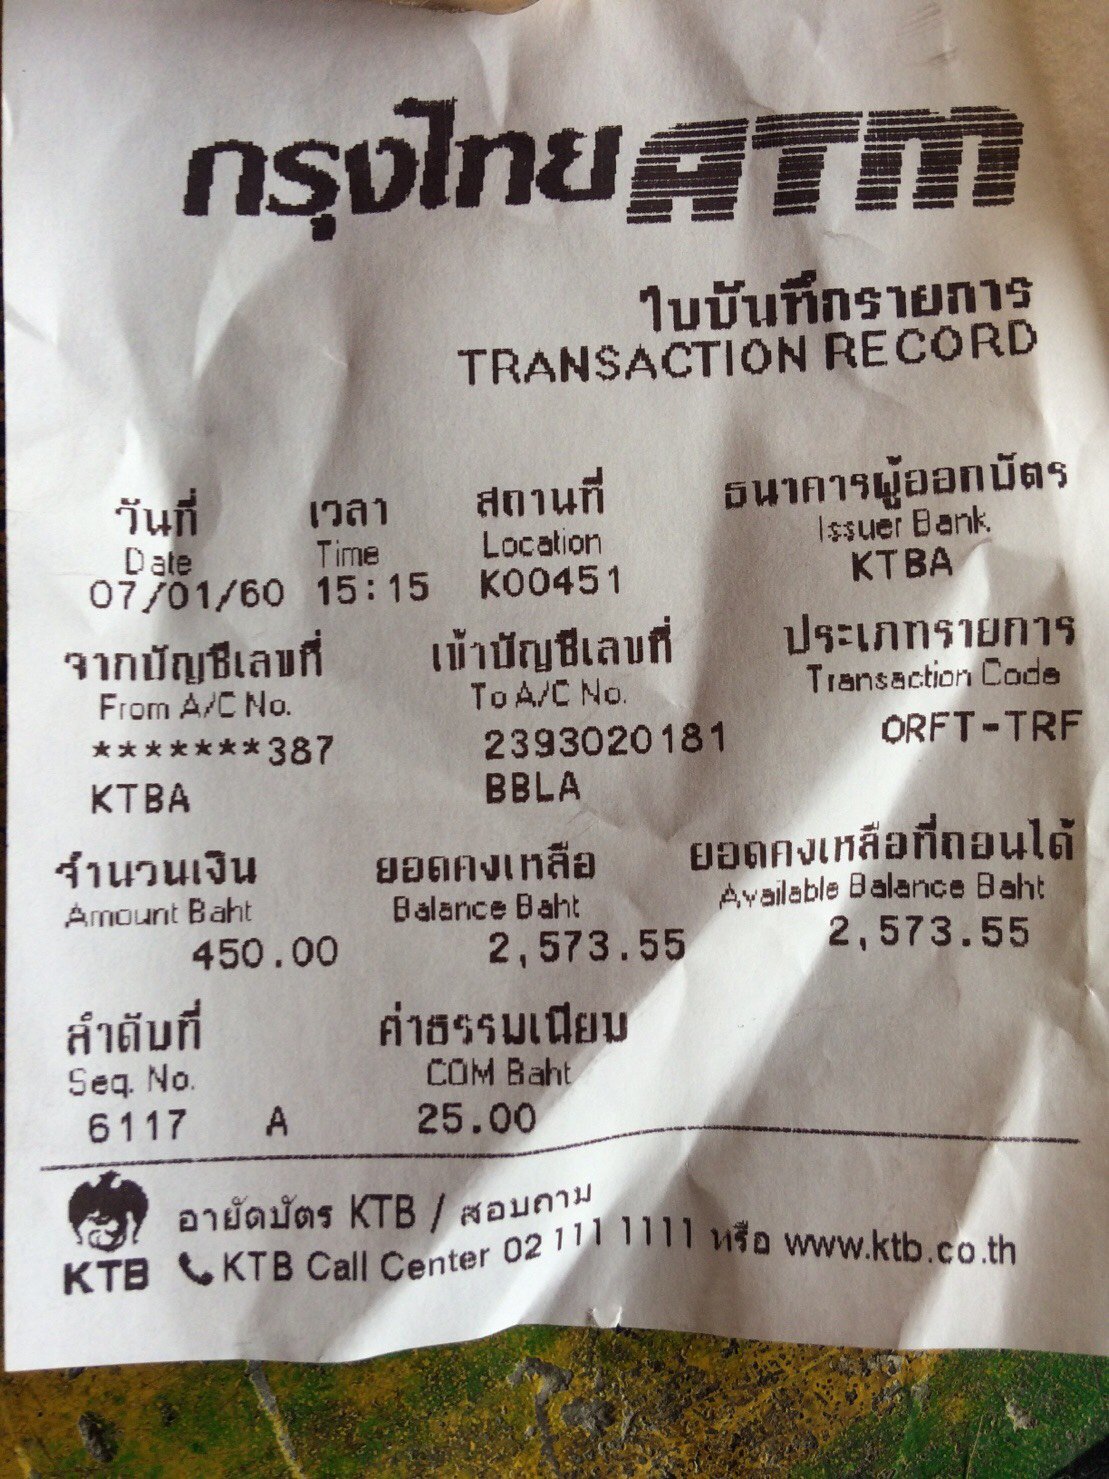 กรุงไทย ATM
ใบบันทึกรายการ
TRANSACTION RECORD
วันที่ เวลา สถานที่ ธนาคารผู้ออกบัตร
Date Time Location Issuer Bank
07/01/60 15:15 K00451 KTBA
จากบัญชีเลขที่ เข้าบัญชีเลขที่ ประเภทรายการ
From A/C No. To A/C No. Transaction Code
*******387 2393020181 ORFT-TRF
KTBA BBLA
จำนวนเงิน ยอดคงเหลือ ยอดคงเหลือที่ถอนได้
Amount Baht Balance Baht Available Balance Baht
450.00 2,573.55 2,573.55
ลำดับที่ ค่าธรรมเนียม
Seq. No. COM Baht
6117 A 25.00
อายัดบัตร KTB / สอบถาม
KTB KTB Call Center 02 111 1111 หรือ www.ktb.co.th